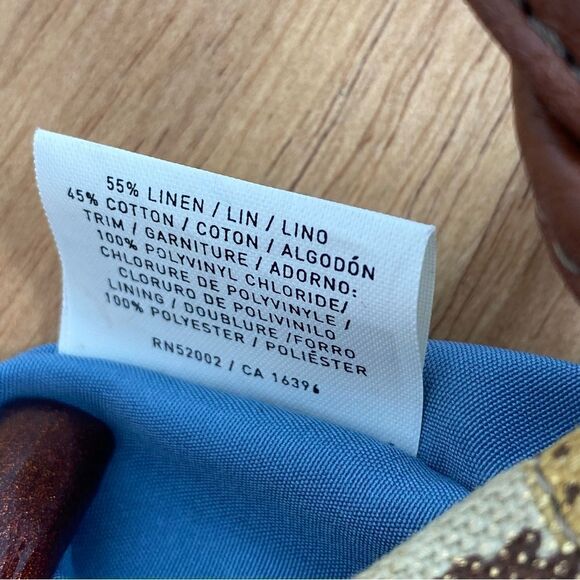 55% LINEN / LIN / LINO
45% COTTON / COTON / ALGODÓN
TRIM / GARNITURE / ADORNO:
100% POLYVINYL CHLORIDE/
CHLORURE DE POLYVINYLE /
CLORURO DE POLIVINILO
LINING / DOUBLURE /FORRO
100% POLYESTER / POLIÉSTER
RN52002 / CA 16396